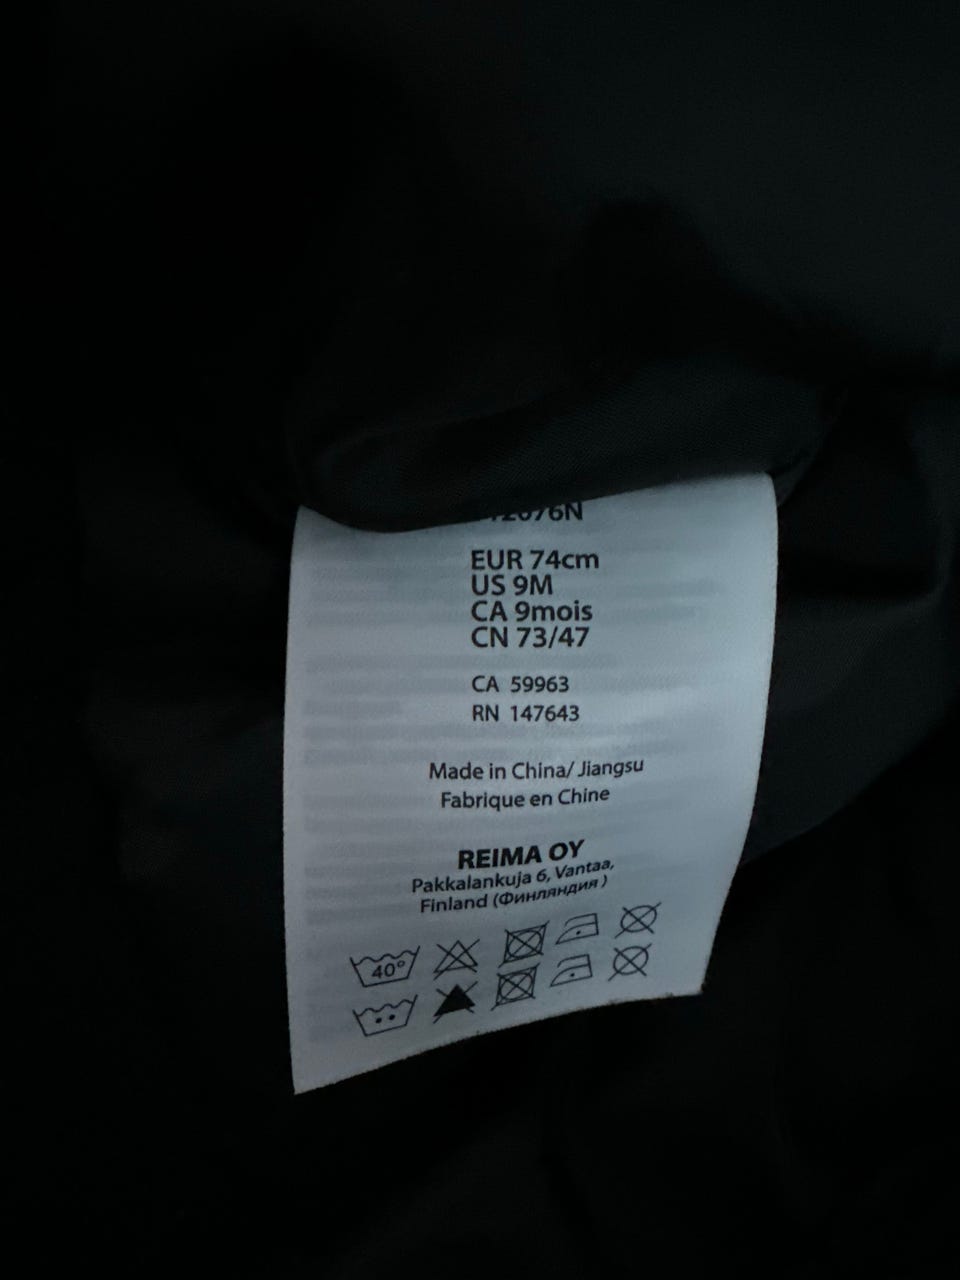 EUR 74cm
US 9M
CA 9mois
CN 73/47
CA 59963
RN 147643
Made in China/ Jiangsu
Fabrique en Chine
REIMA OY
Pakkalankuja 6, Vantaa,
Finland (Финляндия )
40°